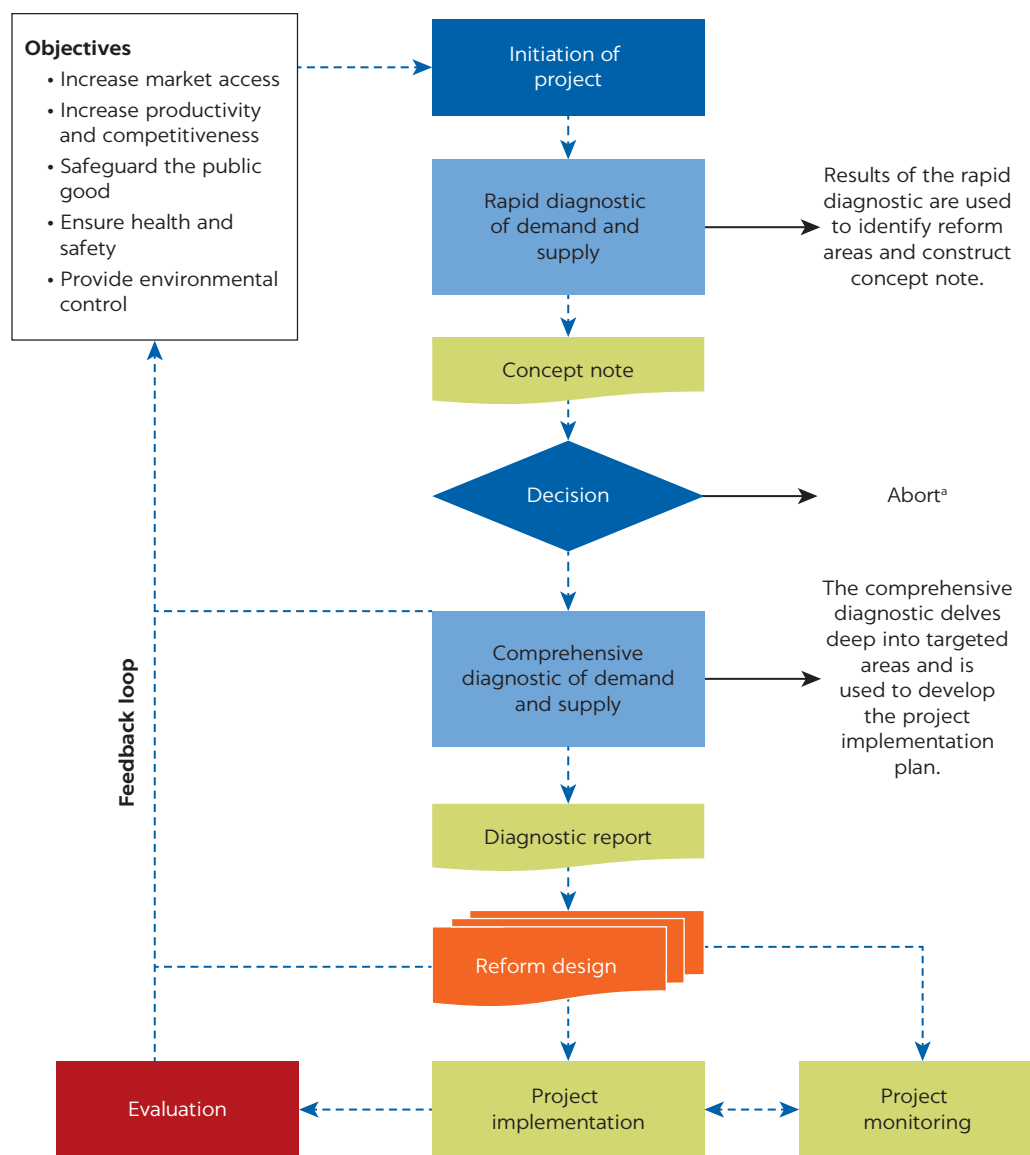 Objectives
• Increase market access
• Increase productivity
and competitiveness
• Safeguard the public
good
• Ensure health and
safety
• Provide environmental
control
Initiation of
project
Rapid diagnostic
of demand and
supply
Results of the rapid
diagnostic are used
to identify reform
areas and construct
concept note.
Concept note
Decision
Abortᵃ
Comprehensive
diagnostic of demand
and supply
The comprehensive
diagnostic delves
deep into targeted
areas and is
used to develop
the project
implementation
plan.
Feedback loop
Diagnostic report
Reform design
Evaluation
Project
implementation
Project
monitoring